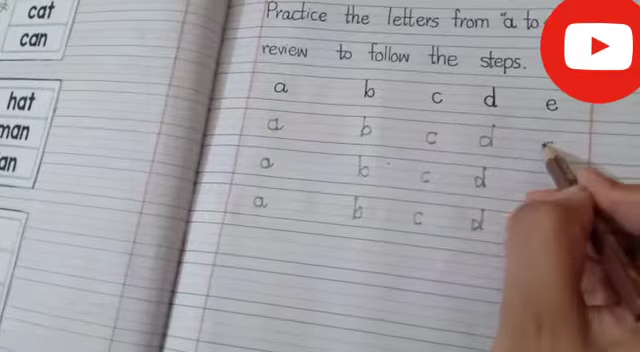 cat
can
hat
man
an
Practice the letters from "a to
review to follow the steps.
a b c d e
a b c d
a b c d
a b c d